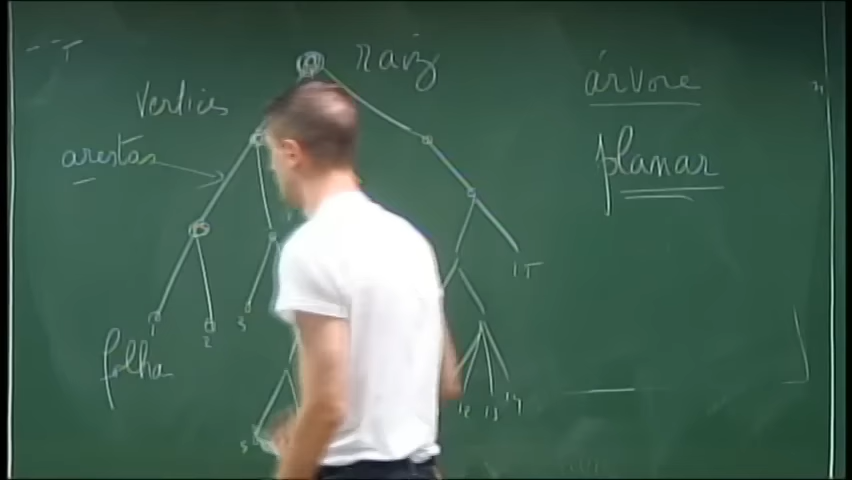 raiz
árvore
Vertices
arestas
planar
15
1
2
3
folha
12 13 14
5